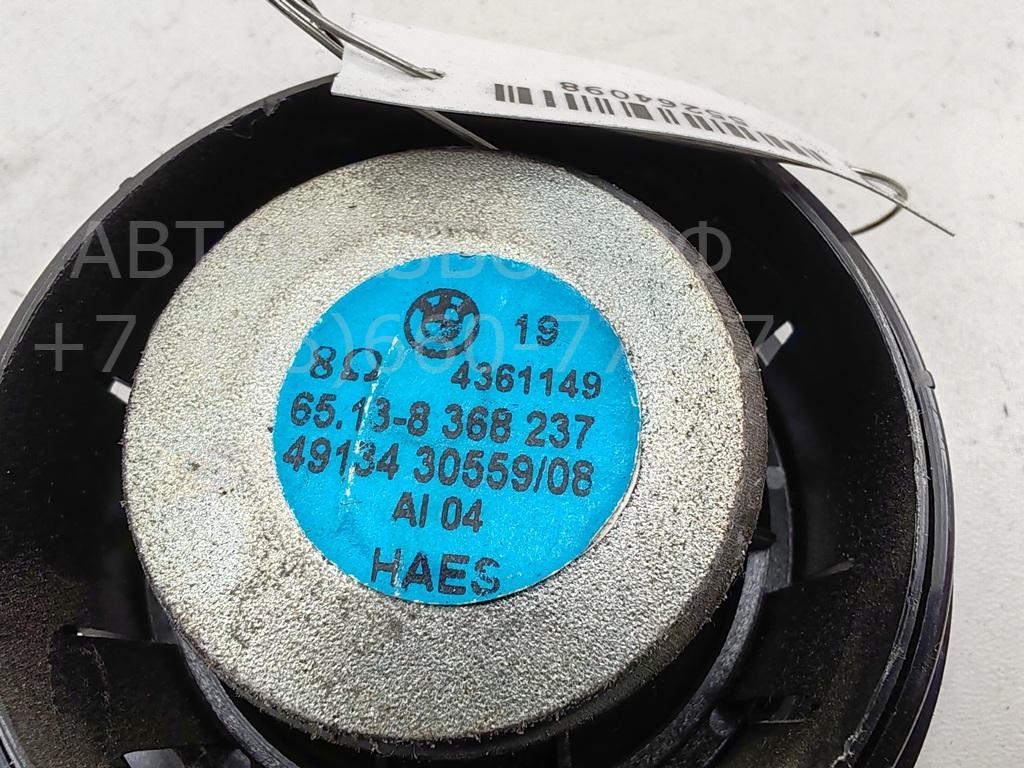 55264098
19
8Ω 4361149
65.13-8 368 237
49134 30559/08
AI 04
HAES